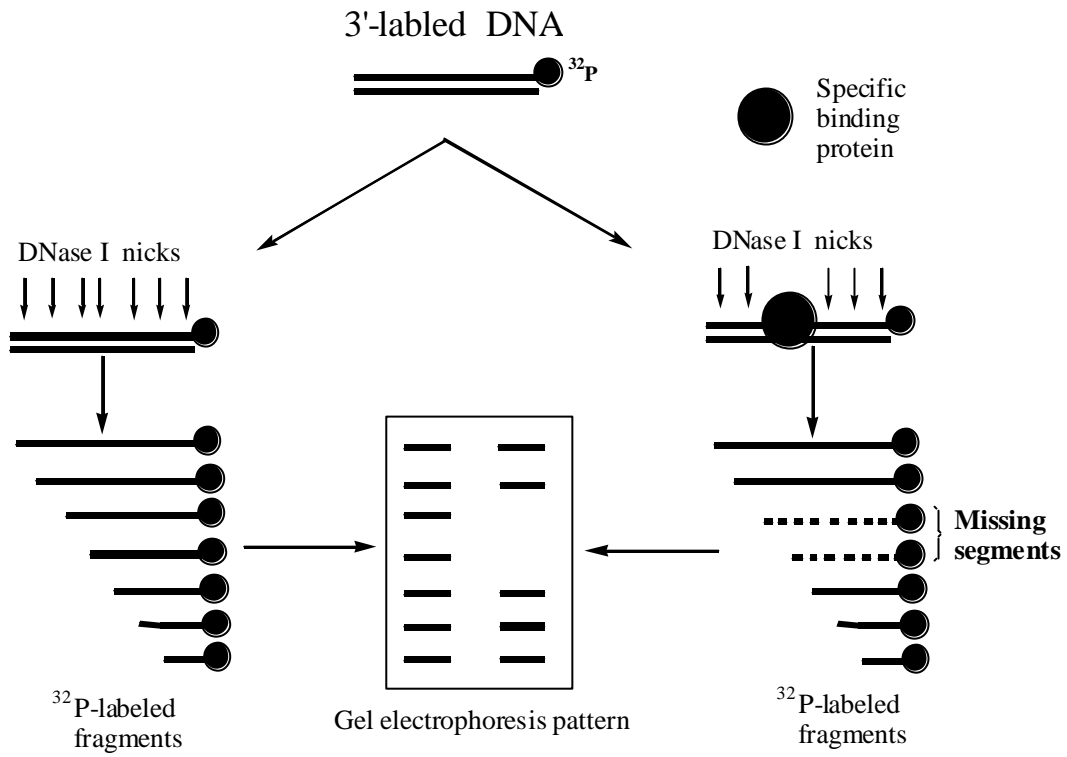 3'-labled DNA
³²P
Specific
binding
protein
DNase I nicks
DNase I nicks
Missing
segments
³²P-labeled
fragments
Gel electrophoresis pattern
³²P-labeled
fragments